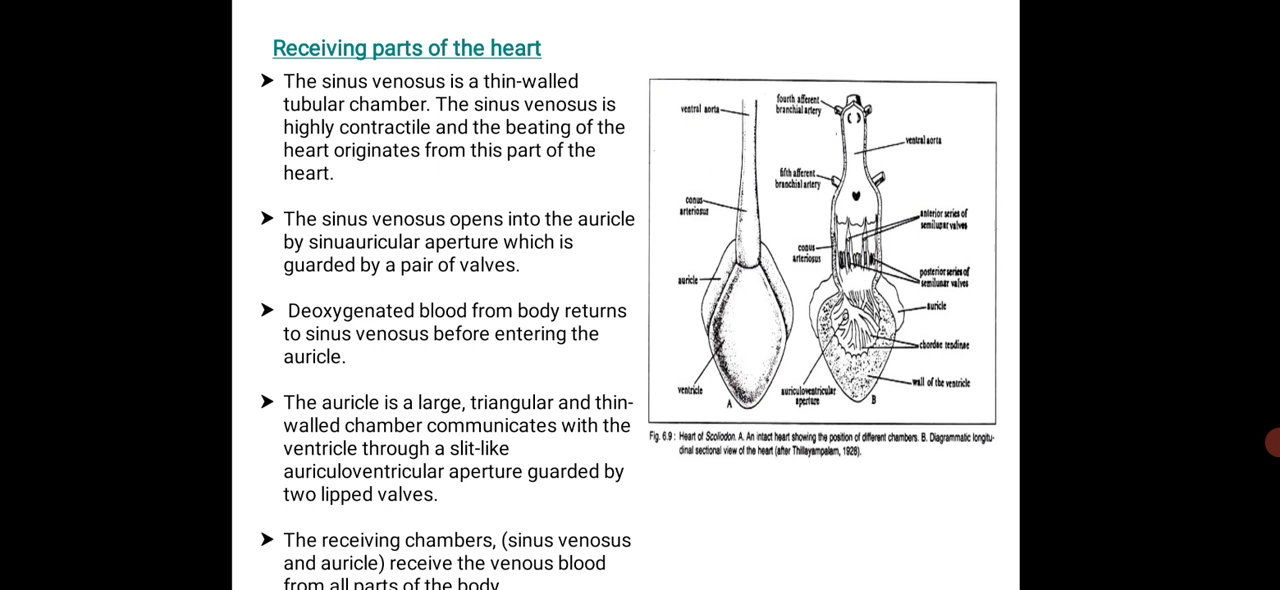 Receiving parts of the heart
➤ The sinus venosus is a thin-walled
tubular chamber. The sinus venosus is
highly contractile and the beating of the
heart originates from this part of the
heart.
➤ The sinus venosus opens into the auricle
by sinuauricular aperture which is
guarded by a pair of valves.
➤ Deoxygenated blood from body returns
to sinus venosus before entering the
auricle.
➤ The auricle is a large, triangular and thin-
walled chamber communicates with the
ventricle through a slit-like
auriculoventricular aperture guarded by
two lipped valves.
➤ The receiving chambers, (sinus venosus
and auricle) receive the venous blood
from all parts of the body
ventral aorta
conus
arteriosus
auricle
ventricle
A
fourth afferent
branchial artery
fifth afferent
branchial artery
conus
arteriosus
auriculoventricular
aperture
ventral aorta
anterior series of
semilunar valves
posterior series of
semilunar valves
auricle
chordae tendinae
wall of the ventricle
B
Fig. 6.9 : Heart of Scoliodon. A. An intact heart showing the position of different chambers. B. Diagrammatic longitu-
dinal sectional view of the heart (after Thillayampalam, 1928).